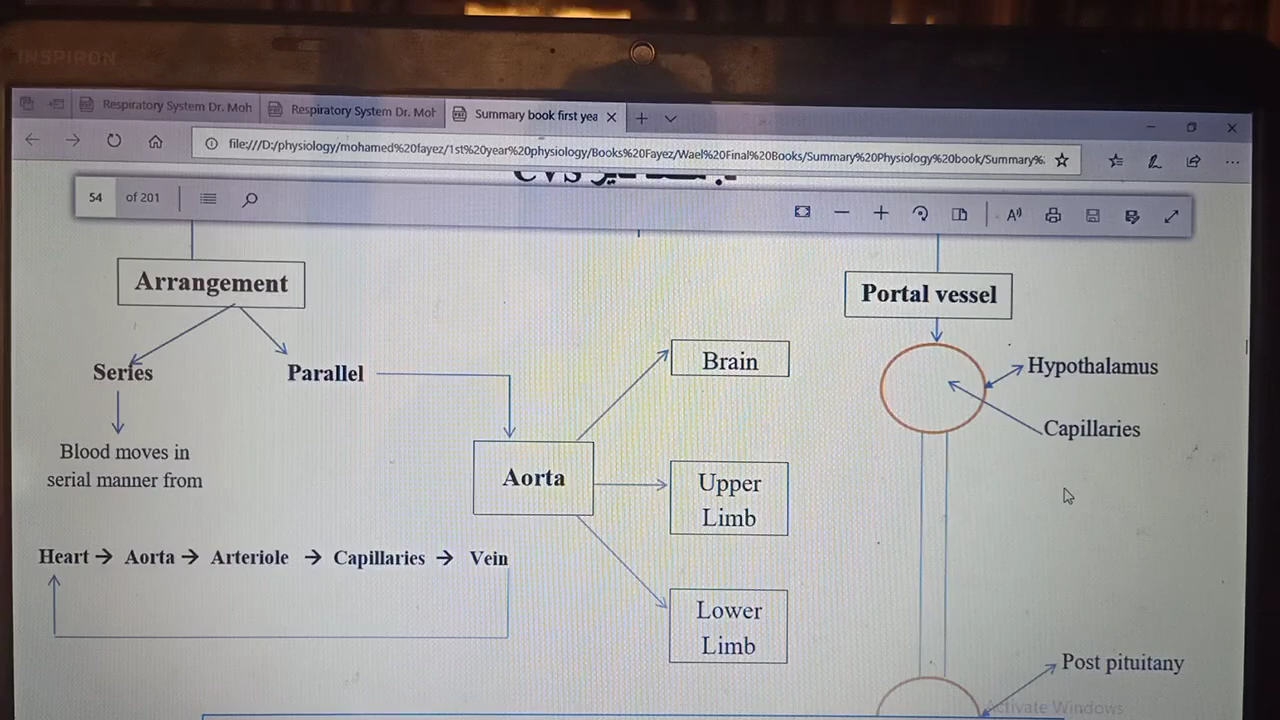 INSPIRON
Respiratory System Dr. Moh
Respiratory System Dr. Moh
Summary book first yea
file:///D:/physiology/mohamed%20fayez/1st%20year%20physiology/Books%20Fayez/Wael%20Final%20Books/Summary%20Physiology%20book/Summary%
CVS
54 of 201
Arrangement
Portal vessel
Series
Parallel
Brain
Hypothalamus
Capillaries
Blood moves in
serial manner from
Aorta
Upper
Limb
Heart → Aorta → Arteriole → Capillaries → Vein
Lower
Limb
Post pituitany
Activate Windows